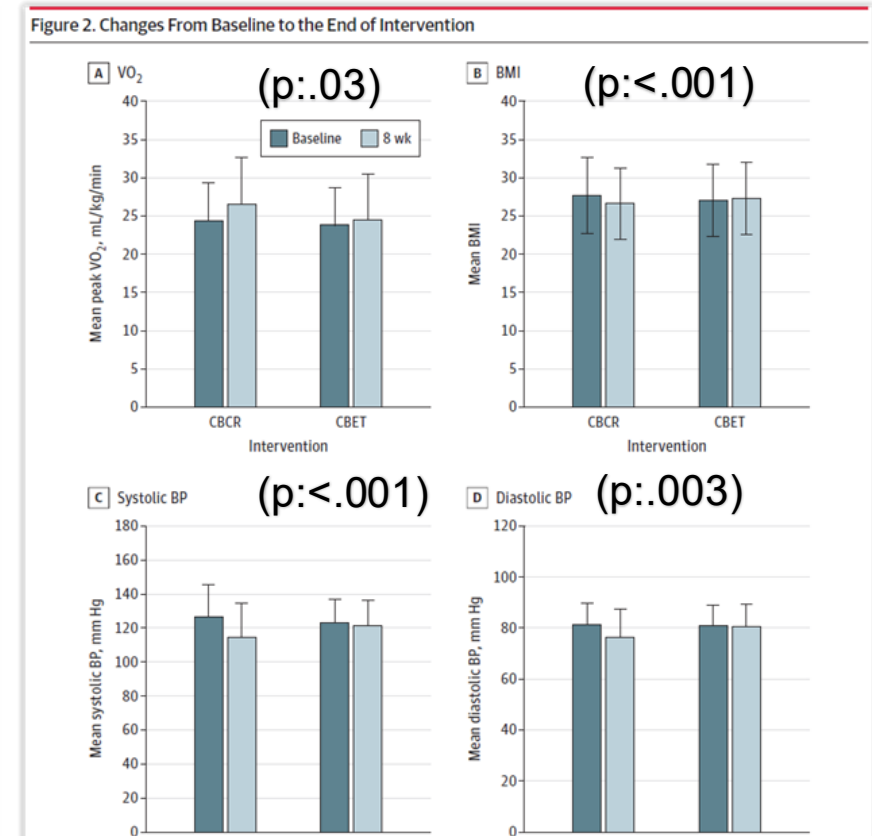 Figure 2. Changes From Baseline to the End of Intervention
A VO2
(p:.03)
40
35
30
25
20
15
10
5
0
Mean peak VO2, mL/kg/min
Baseline 8 wk
CBCR CBET
Intervention
B BMI
(p:<.001)
40
35
30
25
20
15
10
5
0
Mean BMI
CBCR CBET
Intervention
C Systolic BP
(p:<.001)
180
160
140
120
100
80
60
40
20
0
Mean systolic BP, mm Hg
D Diastolic BP
(p:.003)
120
100
80
60
40
20
0
Mean diastolic BP, mm Hg